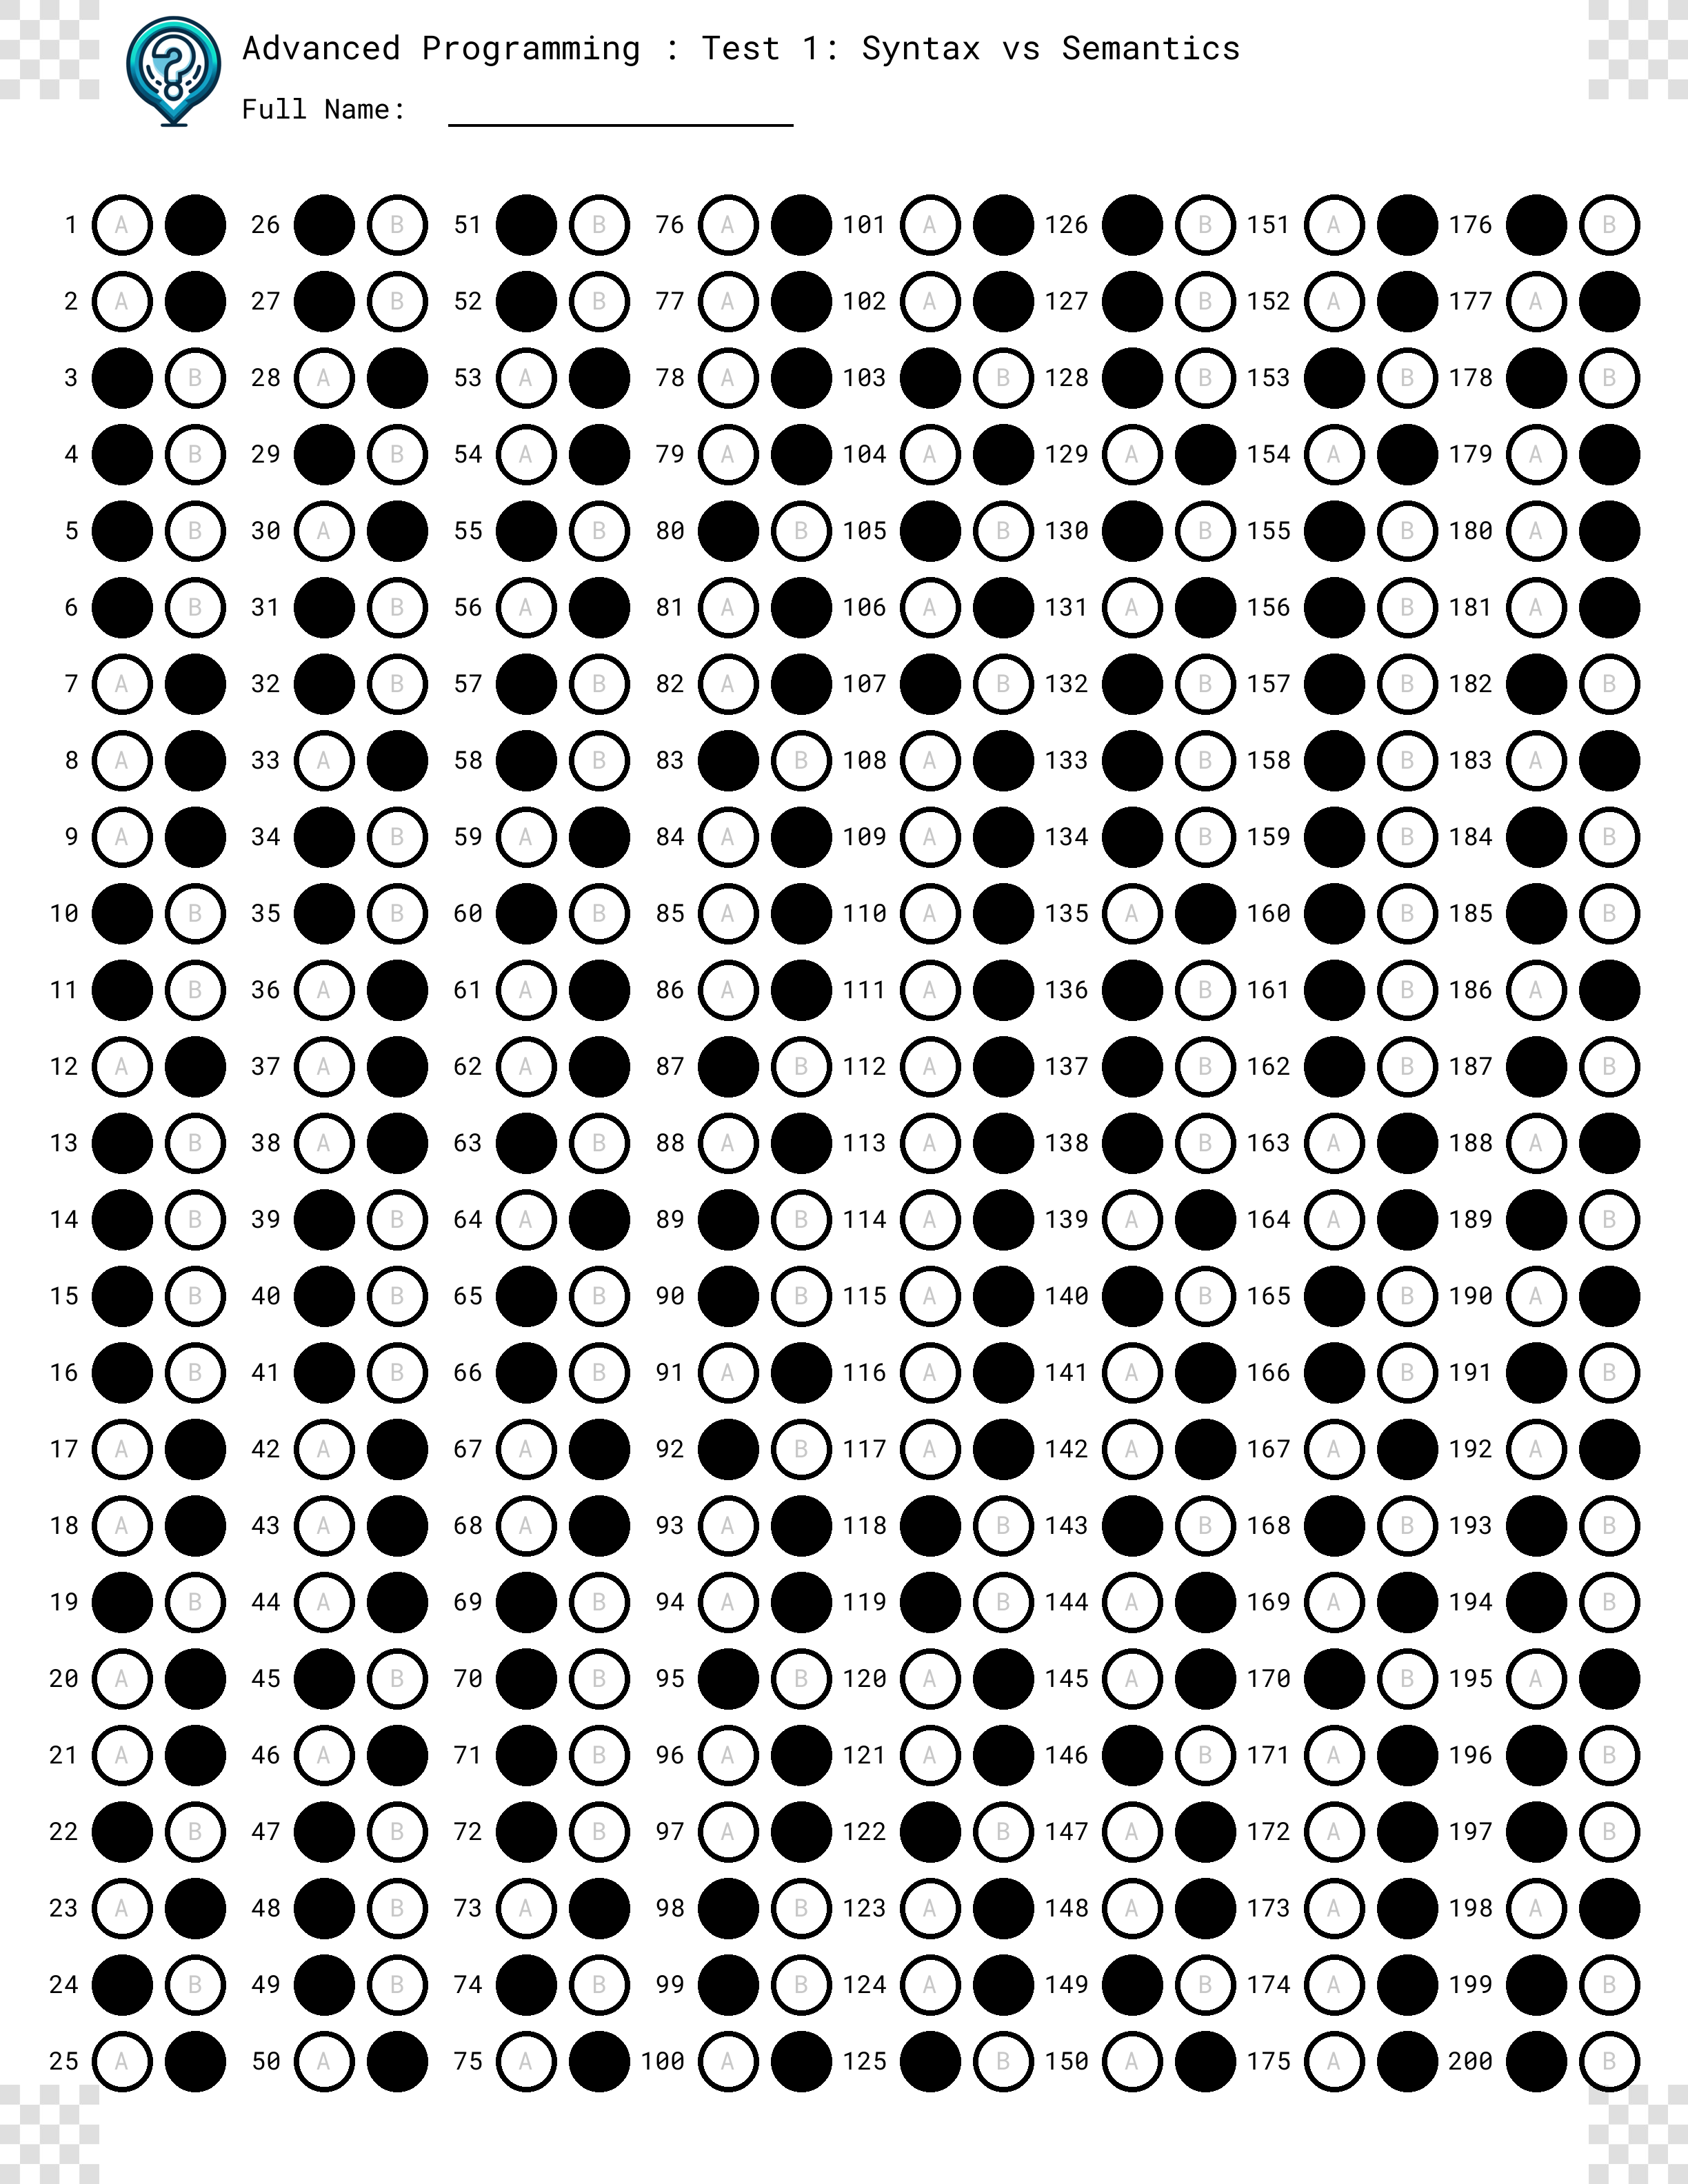 Advanced Programming : Test 1: Syntax vs Semantics
Full Name:
1 A 26 B 51 B 76 A 101 A 126 B 151 A 176 B
2 A 27 B 52 B 77 A 102 A 127 B 152 A 177 A
3 B 28 A 53 A 78 A 103 B 128 B 153 B 178 B
4 B 29 B 54 A 79 A 104 A 129 A 154 A 179 A
5 B 30 A 55 B 80 B 105 B 130 B 155 B 180 A
6 B 31 B 56 A 81 A 106 A 131 A 156 B 181 A
7 A 32 B 57 B 82 A 107 B 132 B 157 B 182 B
8 A 33 A 58 B 83 B 108 A 133 B 158 B 183 A
9 A 34 B 59 A 84 A 109 A 134 B 159 B 184 B
10 B 35 B 60 B 85 A 110 A 135 A 160 B 185 B
11 B 36 A 61 A 86 A 111 A 136 B 161 B 186 A
12 A 37 A 62 A 87 B 112 A 137 B 162 B 187 B
13 B 38 A 63 B 88 A 113 A 138 B 163 A 188 A
14 B 39 B 64 A 89 B 114 A 139 A 164 A 189 B
15 B 40 B 65 B 90 B 115 A 140 B 165 B 190 A
16 B 41 B 66 B 91 A 116 A 141 A 166 B 191 B
17 A 42 A 67 A 92 B 117 A 142 A 167 A 192 A
18 A 43 A 68 A 93 A 118 B 143 B 168 B 193 B
19 B 44 A 69 B 94 A 119 B 144 A 169 A 194 B
20 A 45 B 70 B 95 B 120 A 145 A 170 B 195 A
21 A 46 A 71 B 96 A 121 A 146 B 171 A 196 B
22 B 47 B 72 B 97 A 122 B 147 A 172 A 197 B
23 A 48 B 73 A 98 B 123 A 148 A 173 A 198 A
24 B 49 B 74 B 99 B 124 A 149 B 174 A 199 B
25 A 50 A 75 A 100 A 125 B 150 A 175 A 200 B